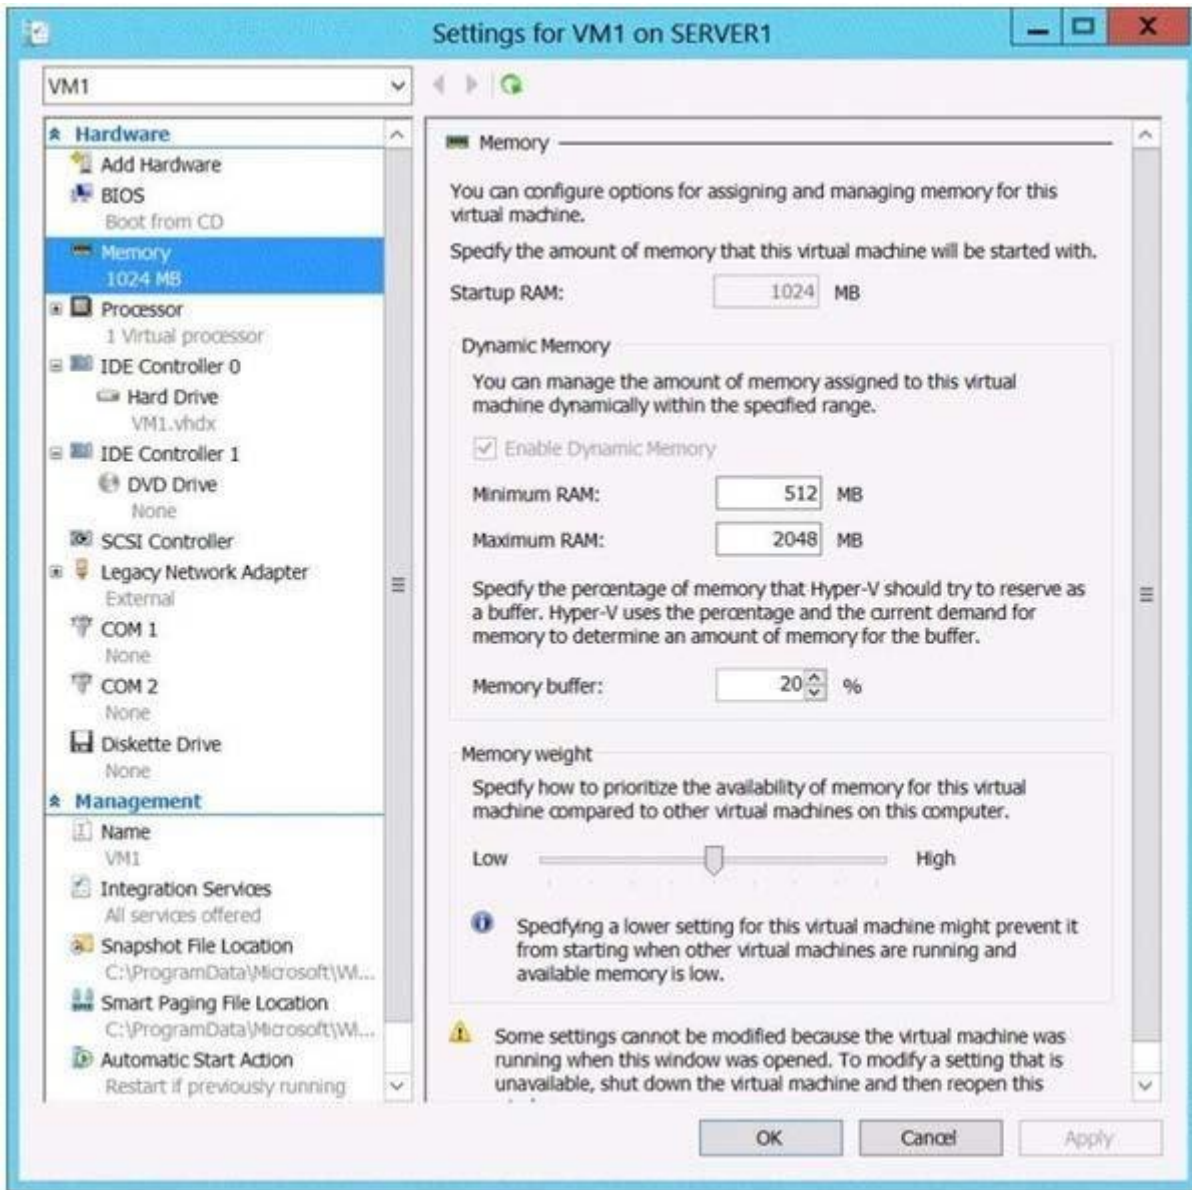 Settings for VM1 on SERVER1
VM1
Hardware
Add Hardware
BIOS
Boot from CD
Memory
1024 MB
Processor
1 Virtual processor
IDE Controller 0
Hard Drive
VM1.vhdx
IDE Controller 1
DVD Drive
None
SCSI Controller
Legacy Network Adapter
External
COM 1
None
COM 2
None
Diskette Drive
None
Management
Name
VM1
Integration Services
All services offered
Snapshot File Location
C:\ProgramData\Microsoft\Wi...
Smart Paging File Location
C:\ProgramData\Microsoft\Wi...
Automatic Start Action
Restart if previously running
Memory
You can configure options for assigning and managing memory for this
virtual machine.
Specify the amount of memory that this virtual machine will be started with.
Startup RAM: 1024 MB
Dynamic Memory
You can manage the amount of memory assigned to this virtual
machine dynamically within the specified range.
Enable Dynamic Memory
Minimum RAM: 512 MB
Maximum RAM: 2048 MB
Specify the percentage of memory that Hyper-V should try to reserve as
a buffer. Hyper-V uses the percentage and the current demand for
memory to determine an amount of memory for the buffer.
Memory buffer: 20 %
Memory weight
Specify how to prioritize the availability of memory for this virtual
machine compared to other virtual machines on this computer.
Low High
Specifying a lower setting for this virtual machine might prevent it
from starting when other virtual machines are running and
available memory is low.
Some settings cannot be modified because the virtual machine was
running when this window was opened. To modify a setting that is
unavailable, shut down the virtual machine and then reopen this
OK Cancel Apply